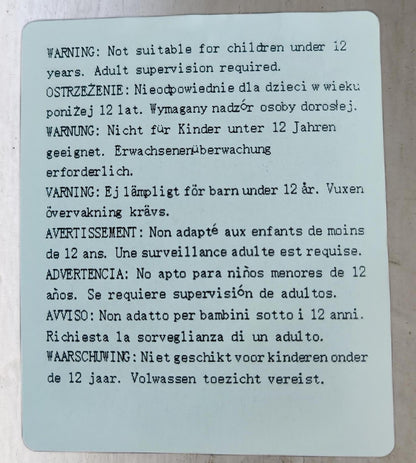 WARNING: Not suitable for children under 12
years. Adult supervision required.
OSTRZEŻENIE: Nieodpowiednie dla dzieci w wieku
poniżej 12 lat. Wymagany nadzór osoby dorosłej.
WARNUNG: Nicht für Kinder unter 12 Jahren
geeignet. Erwachsenenüberwachung
erforderlich.
VARNING: Ej lämpligt för barn under 12 år. Vuxen
övervakning krävs.
AVERTISSEMENT: Non adapté aux enfants de moins
de 12 ans. Une surveillance adulte est requise.
ADVERTENCIA: No apto para niños menores de 12
años. Se requiere supervisión de adultos.
AVVISO: Non adatto per bambini sotto i 12 anni.
Richiesta la sorveglianza di un adulto.
WAARSCHUWING: Niet geschikt voor kinderen onder
de 12 jaar. Volwassen toezicht vereist.